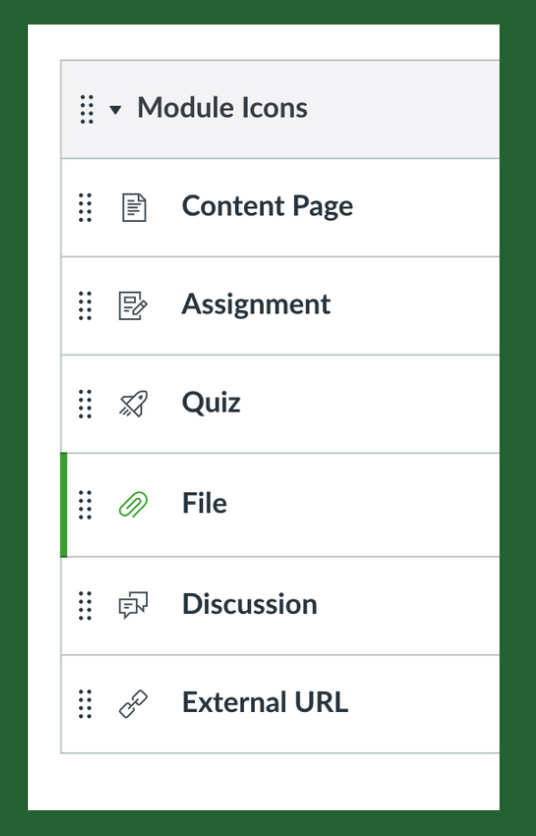 Module Icons
Content Page
Assignment
Quiz
File
Discussion
External URL